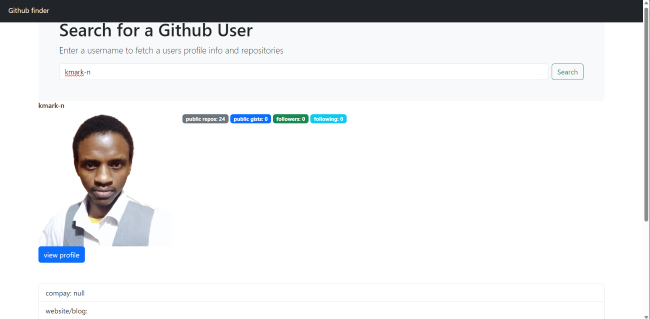 Github finder
Search for a Github User
Enter a username to fetch a users profile info and repositories
kmark-n Search
kmark-n
public repos: 24 public gists: 0 followers: 0 following: 0
view profile
compay: null
website/blog: